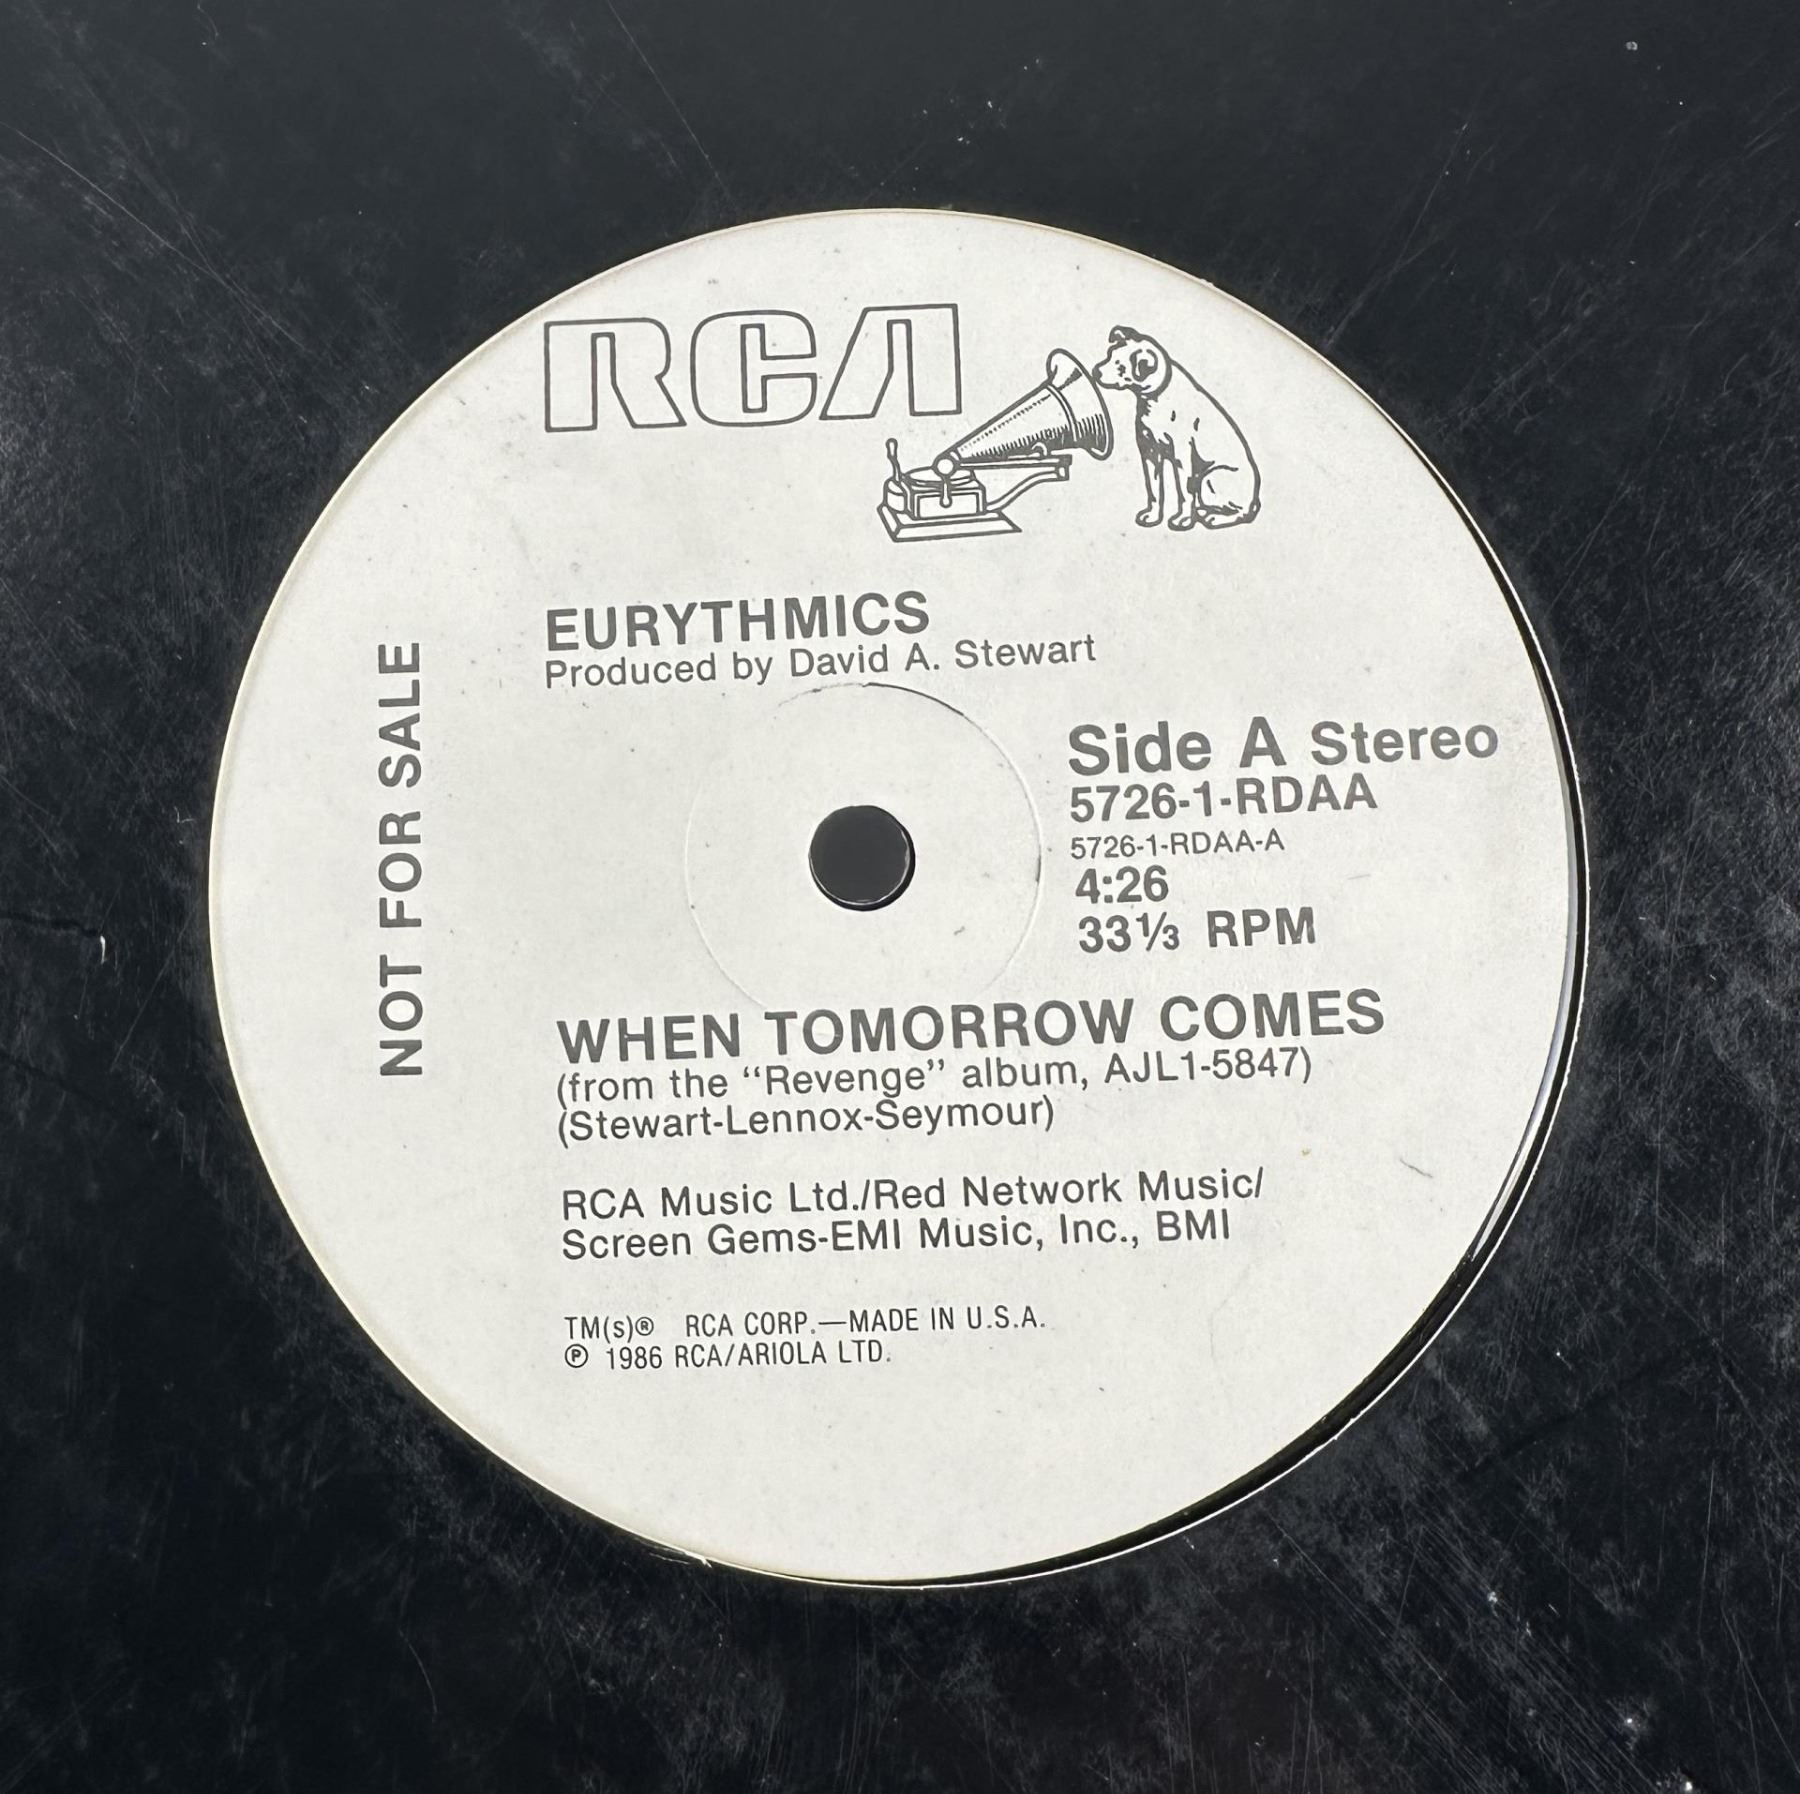 RCA
EURYTHMICS
Produced by David A. Stewart
NOT FOR SALE
Side A Stereo
5726-1-RDAA
5726-1-RDAA-A
4:26
33⅓ RPM
WHEN TOMORROW COMES
(from the “Revenge” album, AJL1-5847)
(Stewart-Lennox-Seymour)
RCA Music Ltd./Red Network Music/
Screen Gems-EMI Music, Inc., BMI
TM(s)® RCA CORP.—MADE IN U.S.A.
℗ 1986 RCA/ARIOLA LTD.